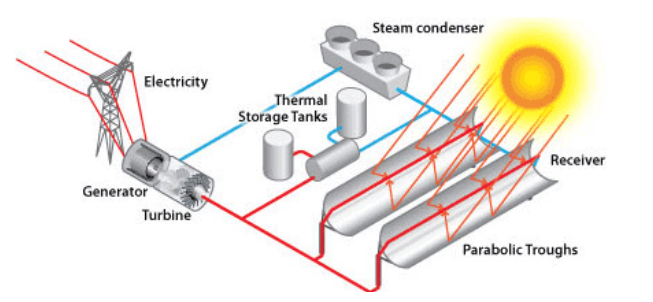 Steam condenser
Electricity
Thermal
Storage Tanks
Receiver
Generator
Turbine
Parabolic Troughs